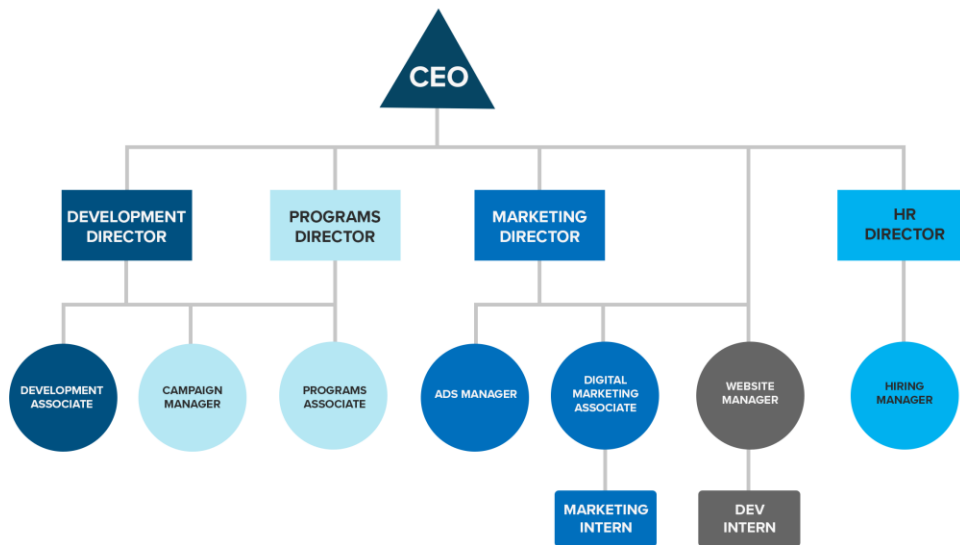 CEO
DEVELOPMENT
DIRECTOR
PROGRAMS
DIRECTOR
MARKETING
DIRECTOR
HR
DIRECTOR
DEVELOPMENT
ASSOCIATE
CAMPAIGN
MANAGER
PROGRAMS
ASSOCIATE
ADS MANAGER
DIGITAL
MARKETING
ASSOCIATE
WEBSITE
MANAGER
HIRING
MANAGER
MARKETING
INTERN
DEV
INTERN